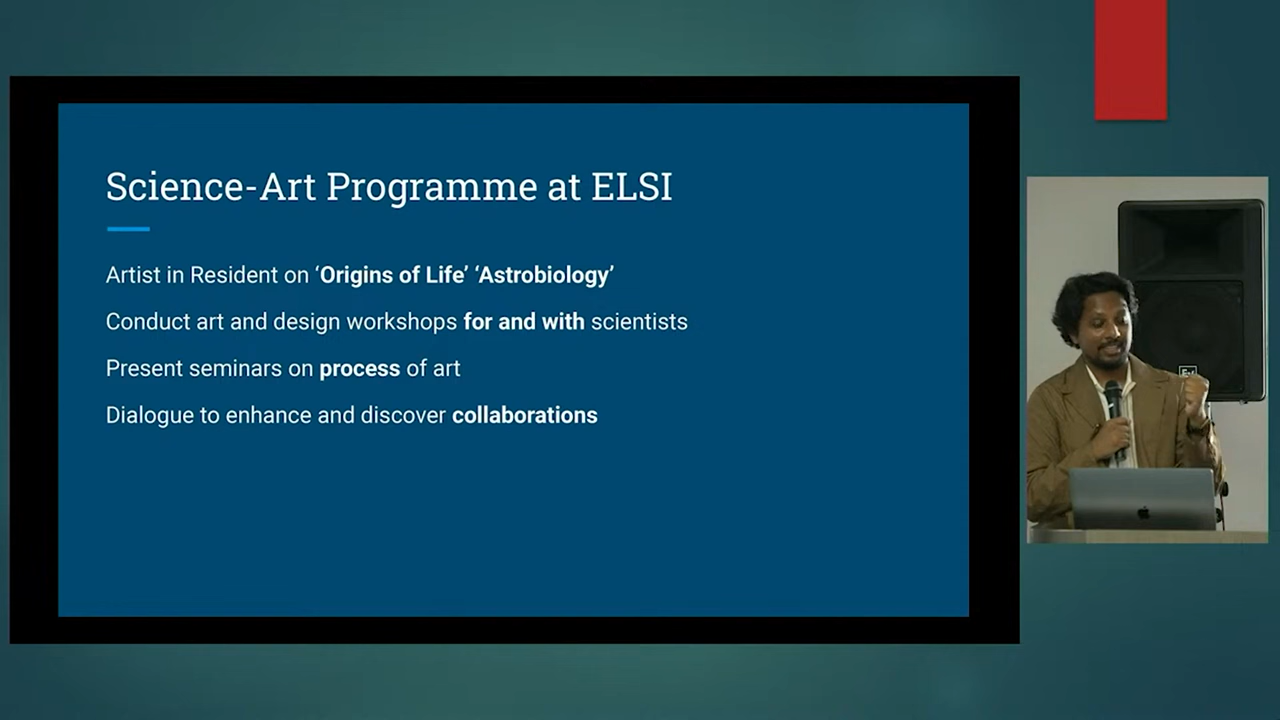 Science-Art Programme at ELSI
Artist in Resident on ‘Origins of Life’ ‘Astrobiology’
Conduct art and design workshops for and with scientists
Present seminars on process of art
Dialogue to enhance and discover collaborations
EV